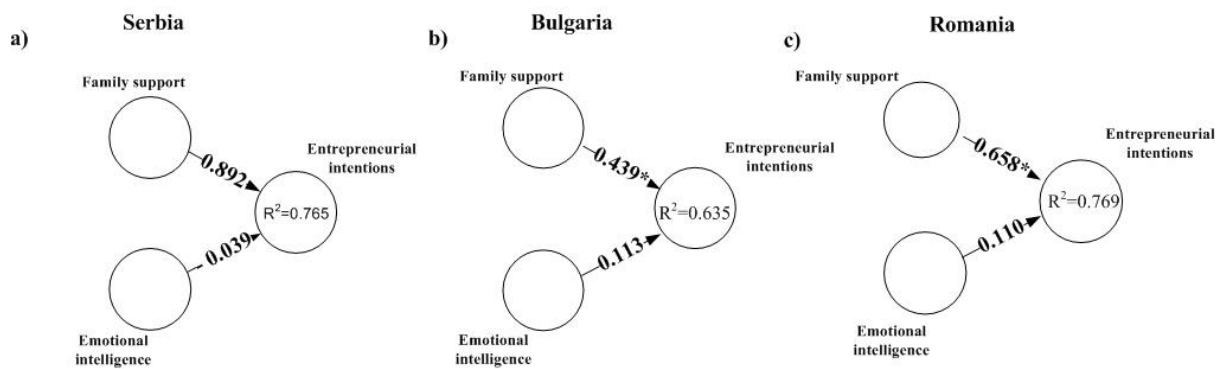 Serbia
a)
Family support
0.892
Entrepreneurial
intentions
R²=0.765
- 0.039
Emotional
intelligence
Bulgaria
b)
Family support
0.439*
Entrepreneurial
intentions
R²=0.635
0.113
Emotional
intelligence
Romania
c)
Family support
0.658*
Entrepreneurial
intentions
R²=0.769
0.110
Emotional
intelligence